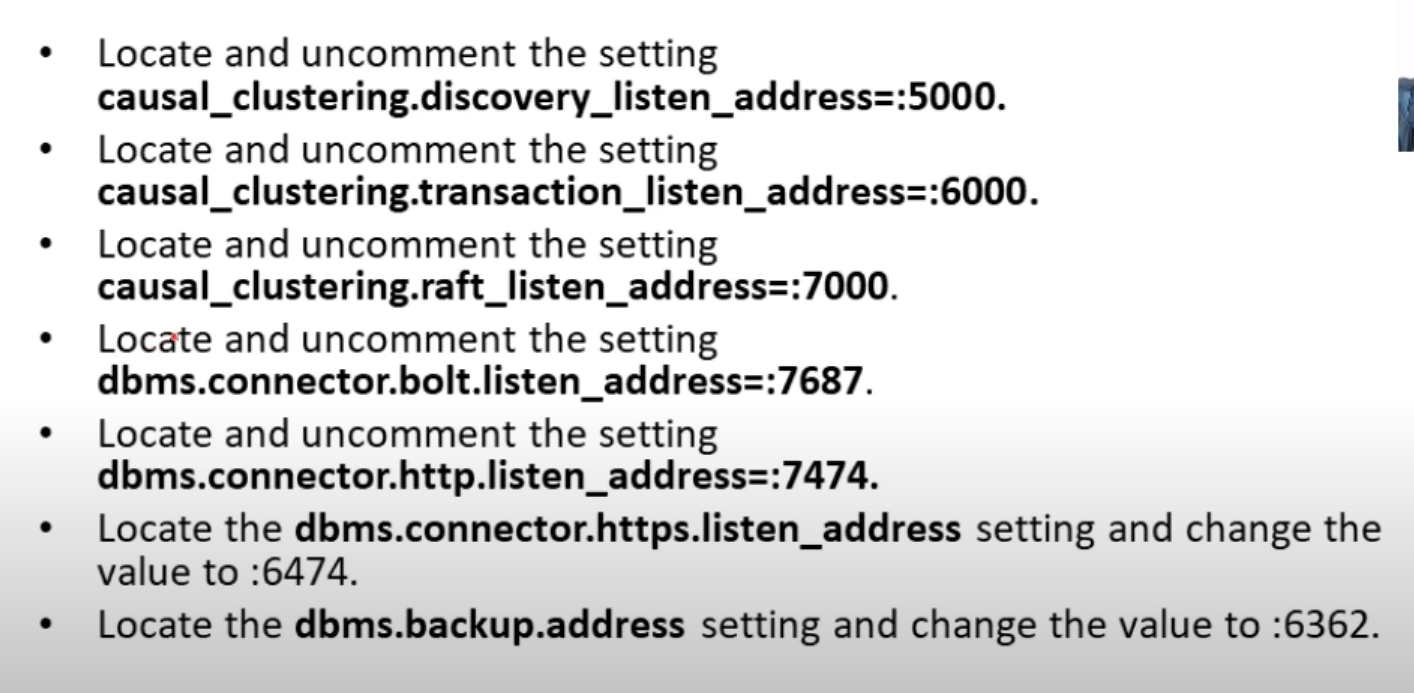 • Locate and uncomment the setting
causal_clustering.discovery_listen_address=:5000.
• Locate and uncomment the setting
causal_clustering.transaction_listen_address=:6000.
• Locate and uncomment the setting
causal_clustering.raft_listen_address=:7000.
• Locate and uncomment the setting
dbms.connector.bolt.listen_address=:7687.
• Locate and uncomment the setting
dbms.connector.http.listen_address=:7474.
• Locate the dbms.connector.https.listen_address setting and change the
value to :6474.
• Locate the dbms.backup.address setting and change the value to :6362.